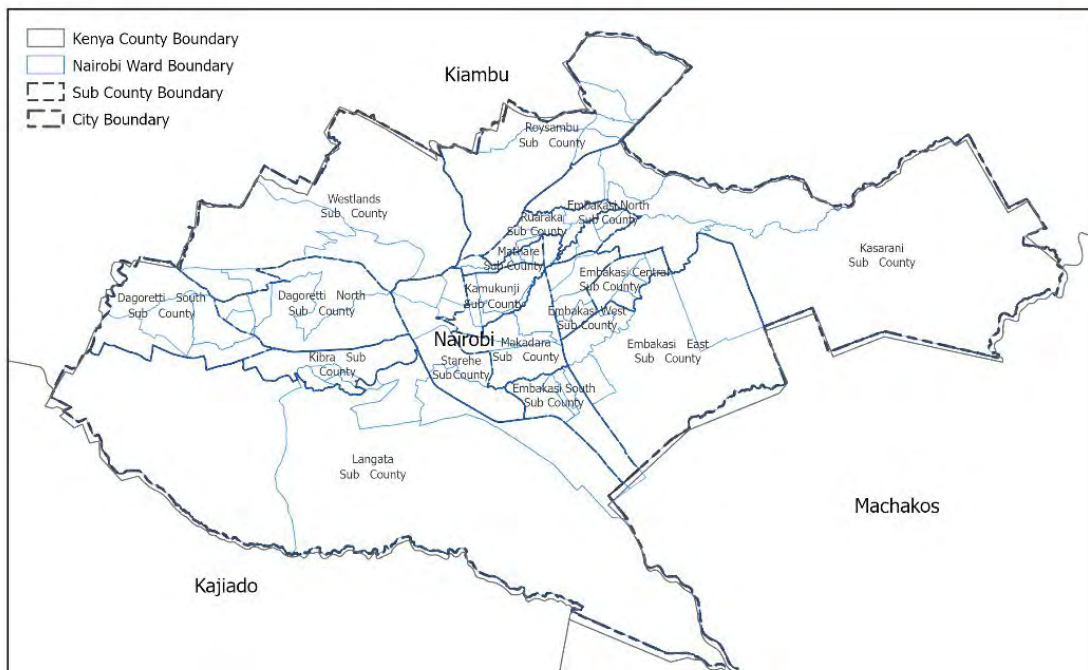 Kenya County Boundary
Nairobi Ward Boundary
Sub County Boundary
City Boundary
Kiambu
Roysambu
Sub County
Westlands
Sub County
Embakasi North
Sub County
Ruaraka
Sub County
Mathare
Sub County
Kasarani
Sub County
Embakasi Central
Sub County
Dagoretti South
Sub County
Dagoretti North
Sub County
Kamukunji
Sub County
Embakasi West
Sub County
Nairobi
Makadara
Sub County
Embakasi East
Sub County
Kibra Sub
County
Starehe
Sub County
Embakasi South
Sub County
Langata
Sub County
Machakos
Kajiado